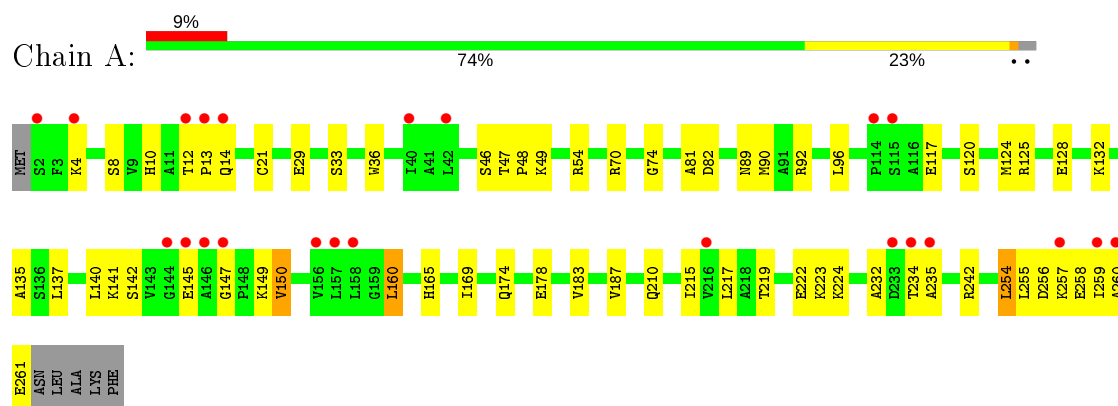 9%
Chain A:
74% 23% • •
MET S2 F3 K4 S8 V9 H10 A11 T12 P13 Q14 C21 E29 S33 W36 I40 A41 L42 S46 T47 P48 K49 R54 R70 G74 A81 D82 N89 M90 A91 R92 L96 P114 S115 A116 E117 S120 M124 R125 E128 K132
A135 S136 L137 L140 K141 S142 V143 G144 E145 A146 G147 P148 K149 V150 V156 L157 L158 G159 L160 H165 I169 Q174 E178 V183 V187 Q210 I215 V216 L217 A218 T219 E222 K223 K224 A232 D233 T234 A235 R242 L254 L255 D256 K257 E258 I259 A260
E261 ASN LEU ALA LYS PHE